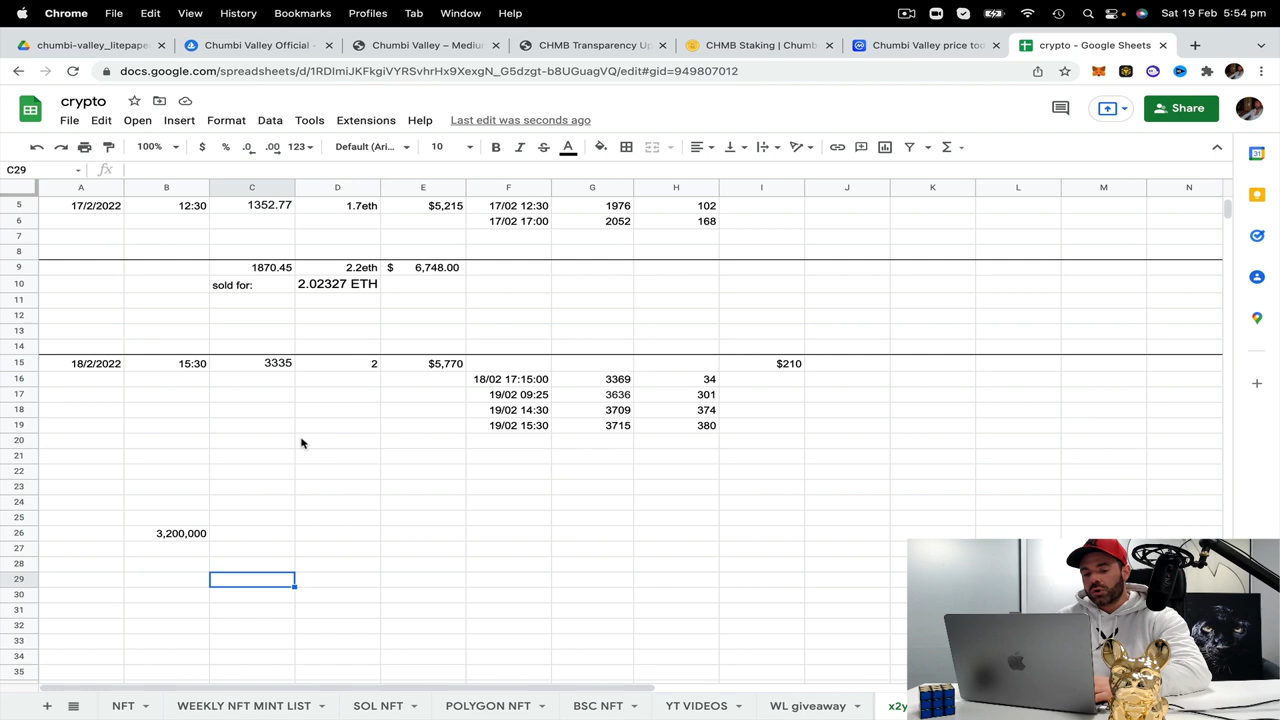 Chrome File Edit View History Bookmarks Profiles Tab Window Help Sat 19 Feb 5:54 pm
chumbi-valley_litepape Chumbi Valley Official - Chumbi Valley – Medium CHMB Transparency Up CHMB Staking | Chumb Chumbi Valley price tod crypto - Google Sheets
docs.google.com/spreadsheets/d/
crypto
Share
File Edit View Insert Format Data Tools Extensions Help Last edit was seconds ago
100% $ % .0 .00 123 Default (Ari... 10 B I S A
C29 fx
A B C D E F G H I J K L M N
5 17/2/2022 12:30 1352.77 1.7eth $5,215 17/02 12:30 1976 102
6 17/02 17:00 2052 168
7
8
9 1870.45 2.2eth $ 6,748.00
10 sold for: 2.02327 ETH
11
12
13
14
15 18/2/2022 15:30 3335 2 $5,770 $210
16 18/02 17:15:00 3369 34
17 19/02 09:25 3636 301
18 19/02 14:30 3709 374
19 19/02 15:30 3715 380
20
21
22
23
24
25
26 3,200,000
27
28
29
30
31
32
33
34
35
NFT WEEKLY NFT MINT LIST SOL NFT POLYGON NFT BSC NFT YT VIDEOS WL giveaway x2y